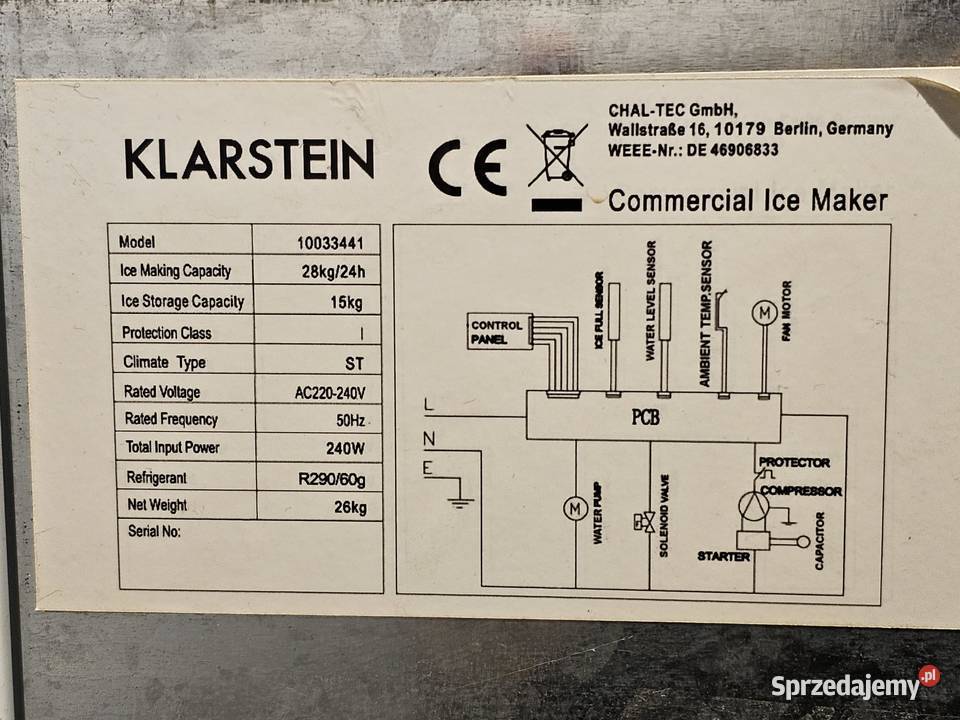 CHAL-TEC GmbH,
Wallstraße 16, 10179 Berlin, Germany
WEEE-Nr.: DE 46906833
KLARSTEIN
CE
Commercial Ice Maker
Model 10033441
Ice Making Capacity 28kg/24h
Ice Storage Capacity 15kg
Protection Class I
Climate Type ST
Rated Voltage AC220-240V
Rated Frequency 50Hz
Total Input Power 240W
Refrigerant R290/60g
Net Weight 26kg
Serial No:
CONTROL
PANEL
ICE FULL SENSOR
WATER LEVEL SENSOR
AMBIENT TEMP.SENSOR
M
FAN MOTOR
L
N
E
PCB
M
WATER PUMP
SOLENOID VALVE
PROTECTOR
COMPRESSOR
STARTER
CAPACITOR
Sprzedajemy.pl